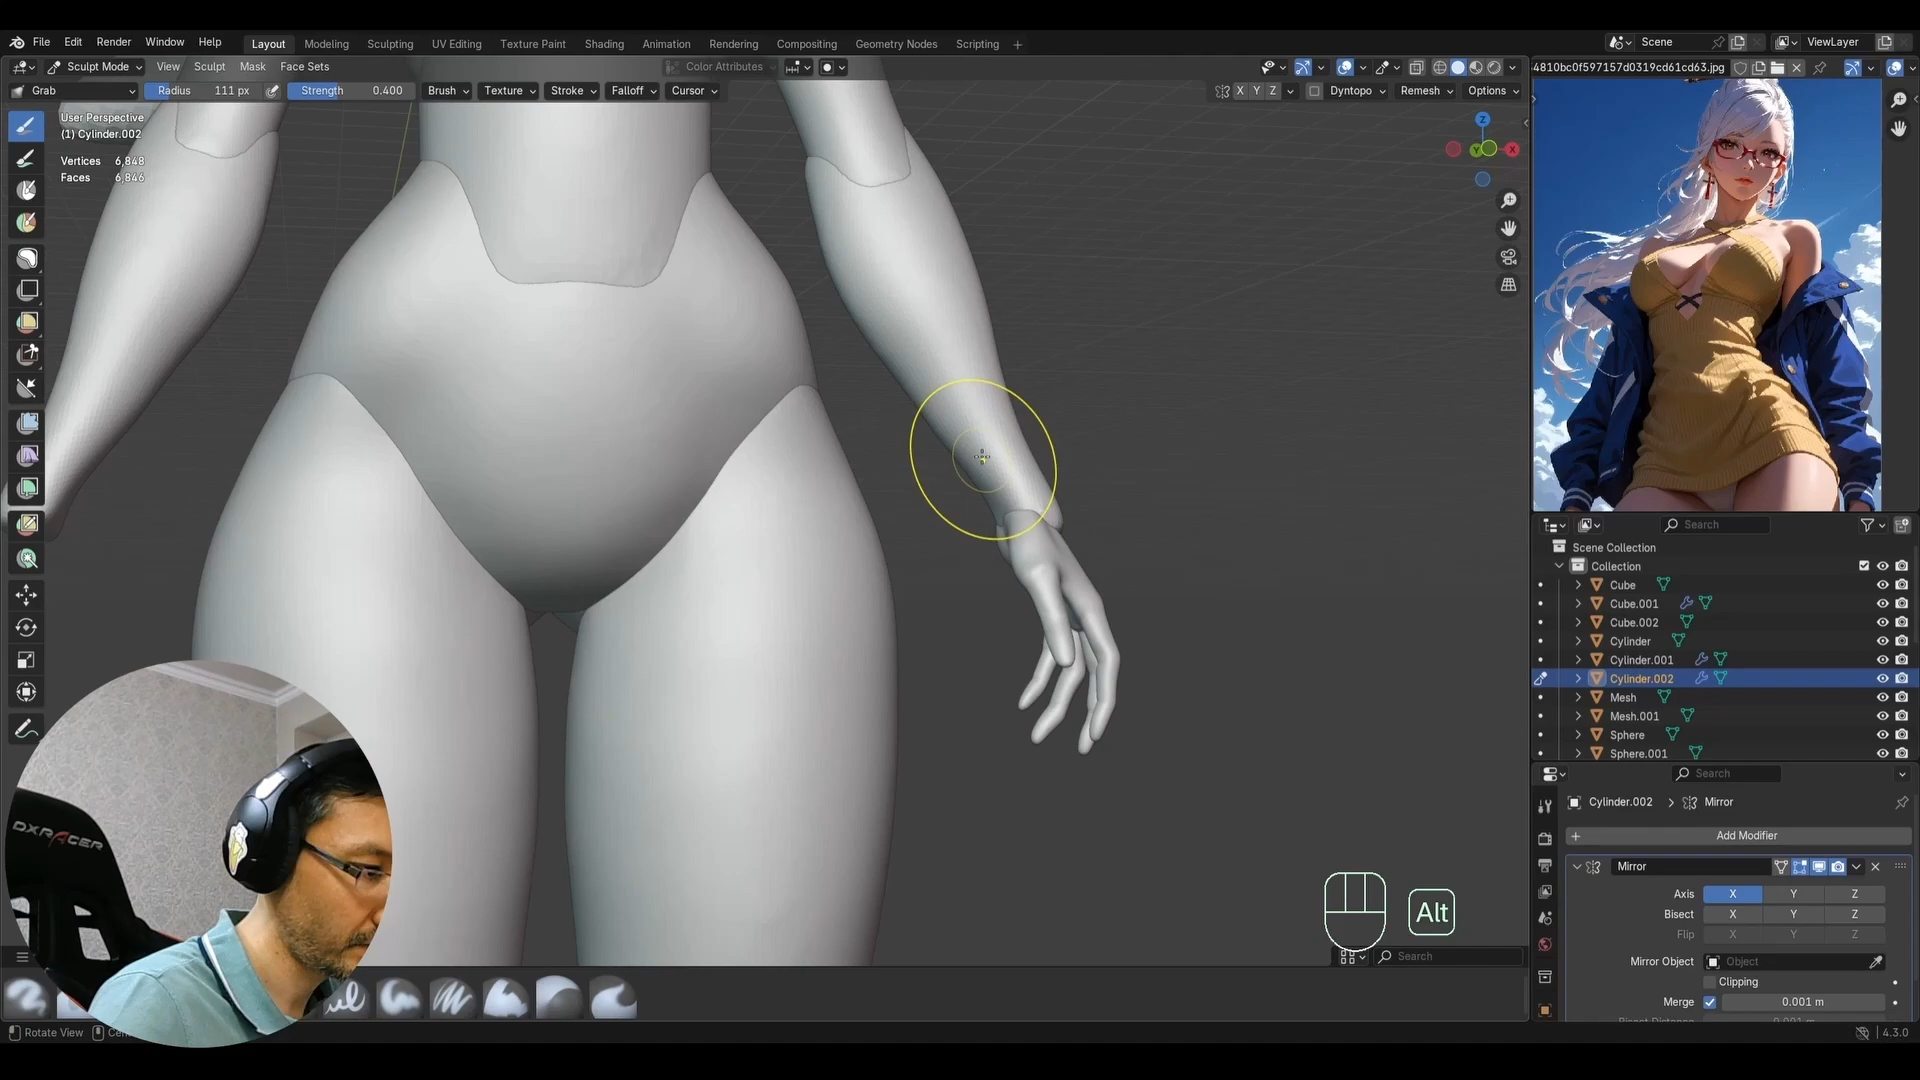 File Edit Render Window Help Layout Modeling Sculpting UV Editing Texture Paint Shading Animation Rendering Compositing Geometry Nodes Scripting + Scene ViewLayer
Sculpt Mode View Sculpt Mask Face Sets Color Attributes 4810bc0f597157d0319cd61cd63.jpg
Grab Radius 111 px Strength 0.400 Brush Texture Stroke Falloff Cursor X Y Z Dyntopo Remesh Options
User Perspective
(1) Cylinder.002
Vertices 6,848
Faces 6,846
Z
Y
X
Search
Scene Collection
Collection
Cube
Cube.001
Cube.002
Cylinder
Cylinder.001
Cylinder.002
Mesh
Mesh.001
Sphere
Sphere.001
Search
Cylinder.002 > Mirror
+ Add Modifier
Mirror
Axis X Y Z
Bisect X Y Z
Flip X Y Z
Mirror Object Object
Clipping
Merge 0.001 m
Alt
DXRACER
Search
Rotate View
4.3.0